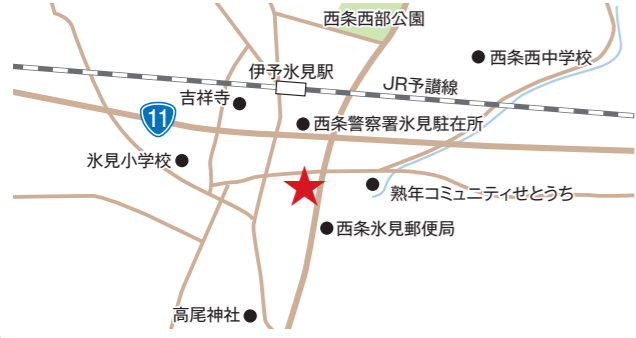 西条西部公園
西条西中学校
伊予氷見駅
JR予讃線
吉祥寺
11
西条警察署氷見駐在所
氷見小学校
熟年コミュニティせとうち
西条氷見郵便局
高尾神社